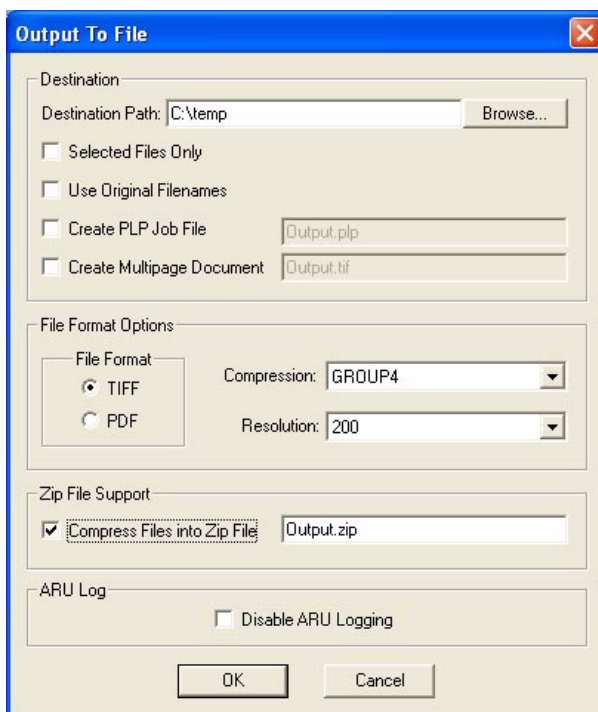 Output To File
Destination
Destination Path: C:\temp Browse...
Selected Files Only
Use Original Filenames
Create PLP Job File Output.plp
Create Multipage Document Output.tif
File Format Options
File Format
TIFF
PDF
Compression: GROUP4
Resolution: 200
Zip File Support
Compress Files into Zip File Output.zip
ARU Log
Disable ARU Logging
OK Cancel